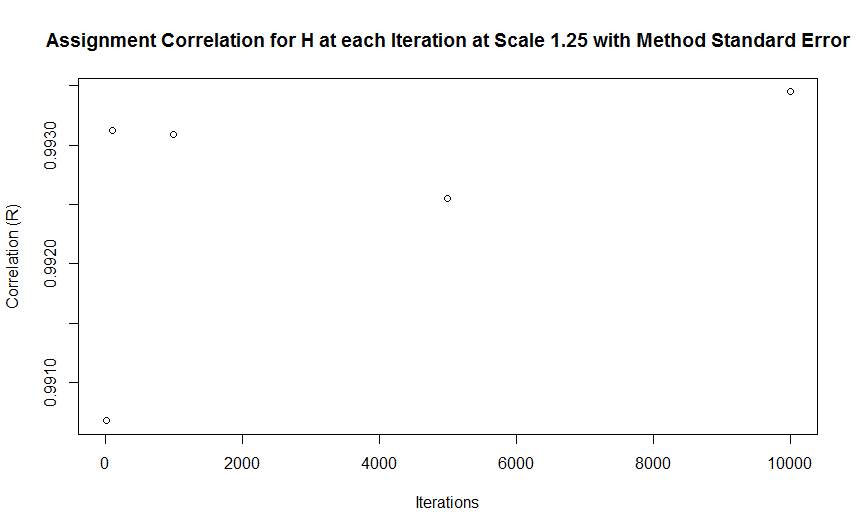 Assignment Correlation for H at each Iteration at Scale 1.25 with Method Standard Error
Correlation (R)
0.9930
0.9920
0.9910
0 2000 4000 6000 8000 10000
Iterations